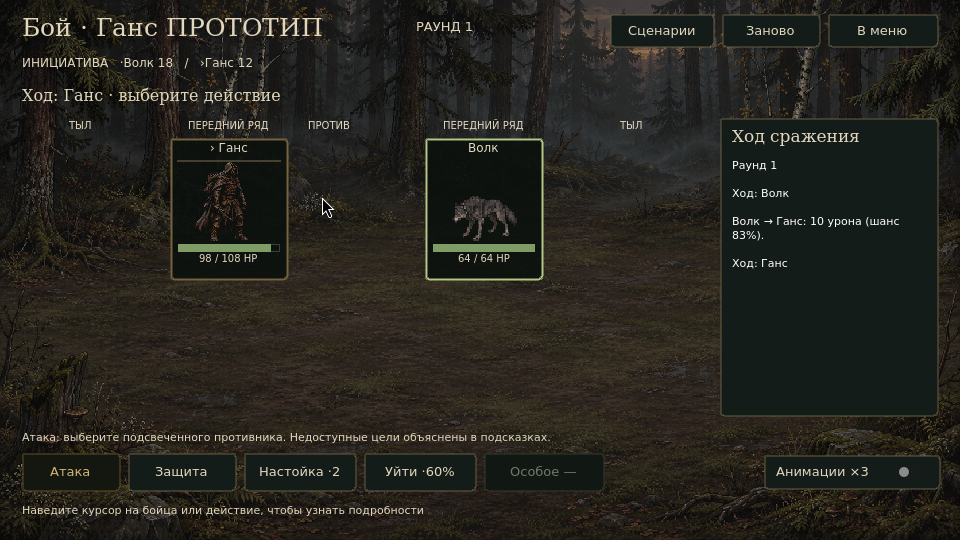 Бой · Ганс ПРОТОТИП
РАУНД 1
Сценарии
Заново
В меню
ИНИЦИАТИВА ·Волк 18 / ›Ганс 12
Ход: Ганс · выберите действие
ТЫЛ
ПЕРЕДНИЙ РЯД
ПРОТИВ
ПЕРЕДНИЙ РЯД
ТЫЛ
› Ганс
98 / 108 HP
Волк
64 / 64 HP
Ход сражения
Раунд 1
Ход: Волк
Волк → Ганс: 10 урона (шанс
83%).
Ход: Ганс
Атака: выберите подсвеченного противника. Недоступные цели объяснены в подсказках.
Атака
Защита
Настойка ·2
Уйти ·60%
Особое —
Анимации ×3
Наведите курсор на бойца или действие, чтобы узнать подробности